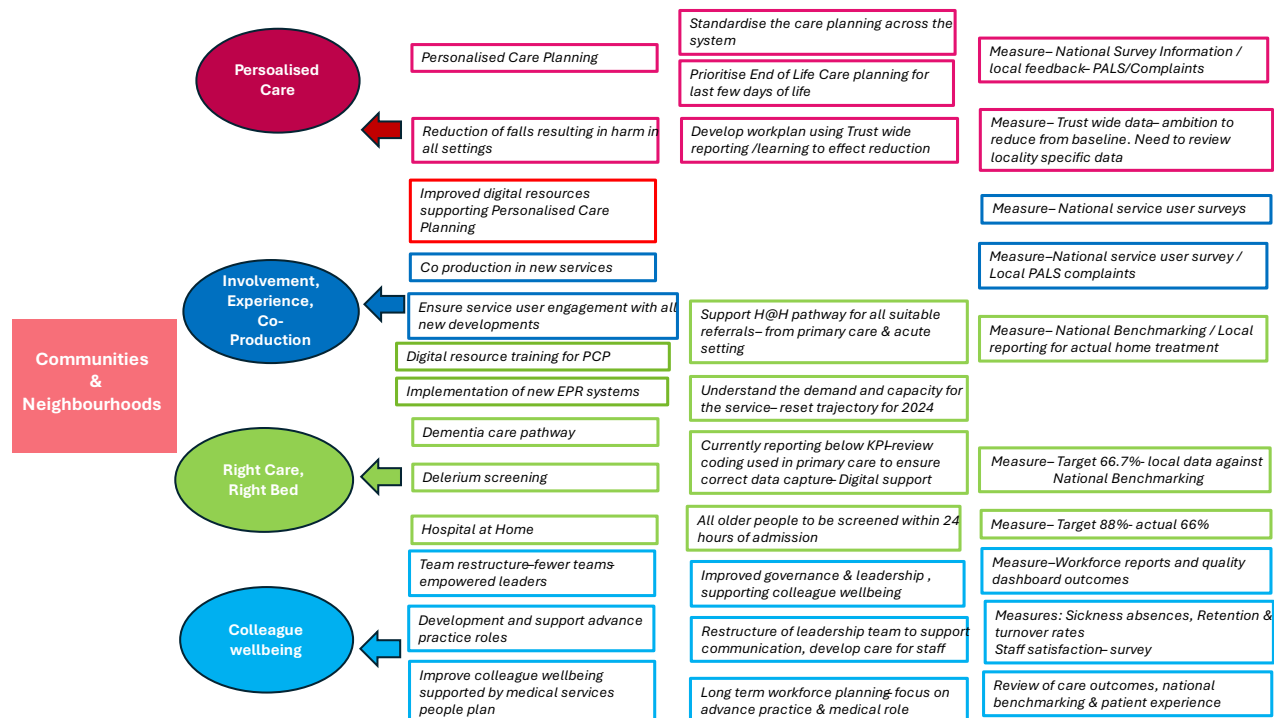 Communities
&
Neighbourhoods
Persoalised
Care
Personalised Care Planning
Standardise the care planning across the
system
Prioritise End of Life Care planning for
last few days of life
Measure– National Survey Information /
local feedback– PALS/Complaints
Reduction of falls resulting in harm in
all settings
Develop workplan using Trust wide
reporting /learning to effect reduction
Measure– Trust wide data– ambition to
reduce from baseline. Need to review
locality specific data
Improved digital resources
supporting Personalised Care
Planning
Measure– National service user surveys
Involvement,
Experience,
Co-
Production
Co production in new services
Measure–National service user survey /
Local PALS complaints
Ensure service user engagement with all
new developments
Digital resource training for PCP
Implementation of new EPR systems
Support H@H pathway for all suitable
referrals– from primary care & acute
setting
Measure– National Benchmarking / Local
reporting for actual home treatment
Understand the demand and capacity for
the service– reset trajectory for 2024
Right Care,
Right Bed
Dementia care pathway
Delerium screening
Hospital at Home
Currently reporting below KPI–review
coding used in primary care to ensure
correct data capture– Digital support
Measure– Target 66.7%- local data against
National Benchmarking
All older people to be screened within 24
hours of admission
Measure– Target 88%- actual 66%
Colleague
wellbeing
Team restructure–fewer teams–
empowered leaders
Improved governance & leadership ,
supporting colleague wellbeing
Measure–Workforce reports and quality
dashboard outcomes
Development and support advance
practice roles
Restructure of leadership team to support
communication, develop care for staff
Measures: Sickness absences, Retention &
turnover rates
Staff satisfaction– survey
Improve colleague wellbeing
supported by medical services
people plan
Long term workforce planning– focus on
advance practice & medical role
Review of care outcomes, national
benchmarking & patient experience